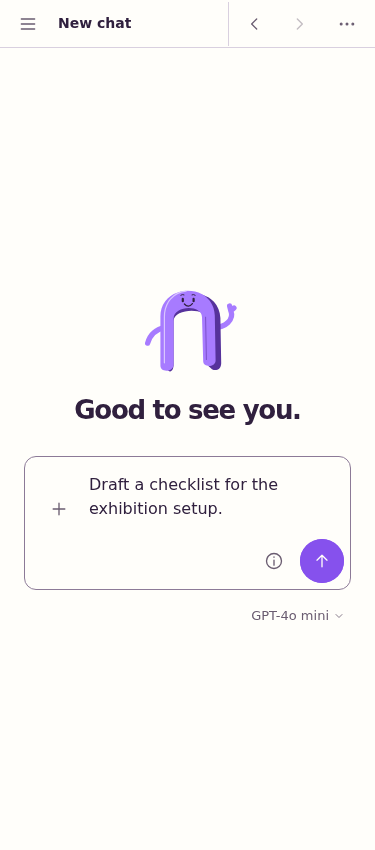 New chat
Good to see you.
Draft a checklist for the
exhibition setup.
GPT-4o mini